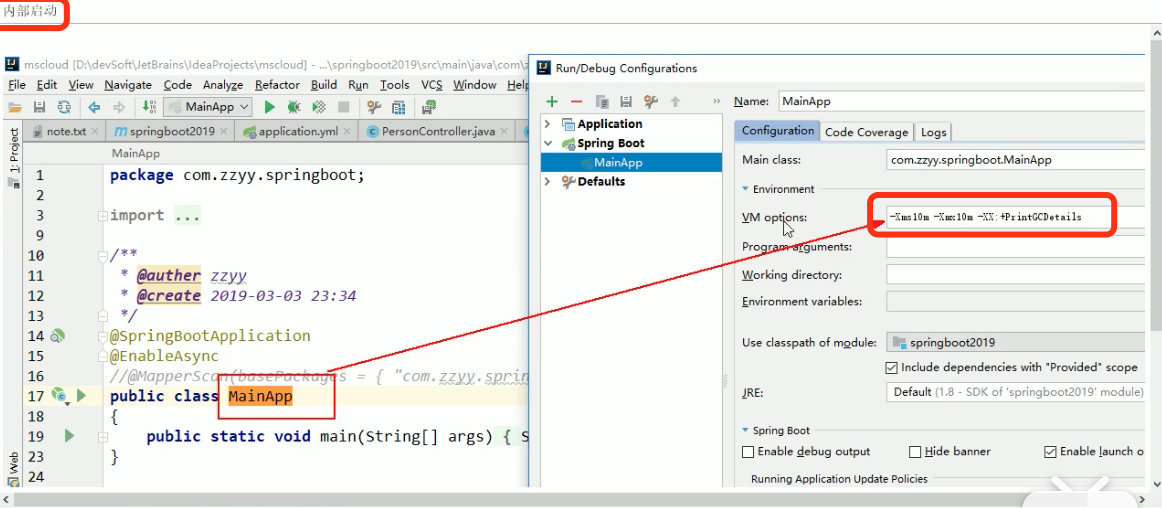 内部启动
mscloud [D:\devSoft\JetBrains\IdeaProjects\mscloud] - ...\springboot2019\src\main\java\com\z
File Edit View Navigate Code Analyze Refactor Build Run Tools VCS Window Help
MainApp
note.txt springboot2019 application.yml PersonController.java
1: Project
Web
MainApp
1 package com.zzyy.springboot;
2
3 import ...
9
10 /**
11 * @auther zzyy
12 * @create 2019-03-03 23:34
13 */
14 @SpringBootApplication
15 @EnableAsync
16 //@MapperScan(basePackages = { "com.zzyy.sprin
17 public class MainApp
18 {
19 public static void main(String[] args) { S
23 }
24
Run/Debug Configurations
Application
Spring Boot
MainApp
Defaults
Name: MainApp
Configuration Code Coverage Logs
Main class: com.zzyy.springboot.MainApp
Environment
VM options: -Xms10m -Xmx10m -XX:+PrintGCDetails
Program arguments:
Working directory:
Environment variables:
Use classpath of module: springboot2019
Include dependencies with "Provided" scope
JRE: Default (1.8 - SDK of 'springboot2019' module)
Spring Boot
Enable debug output Hide banner Enable launch o
Running Application Update Policies